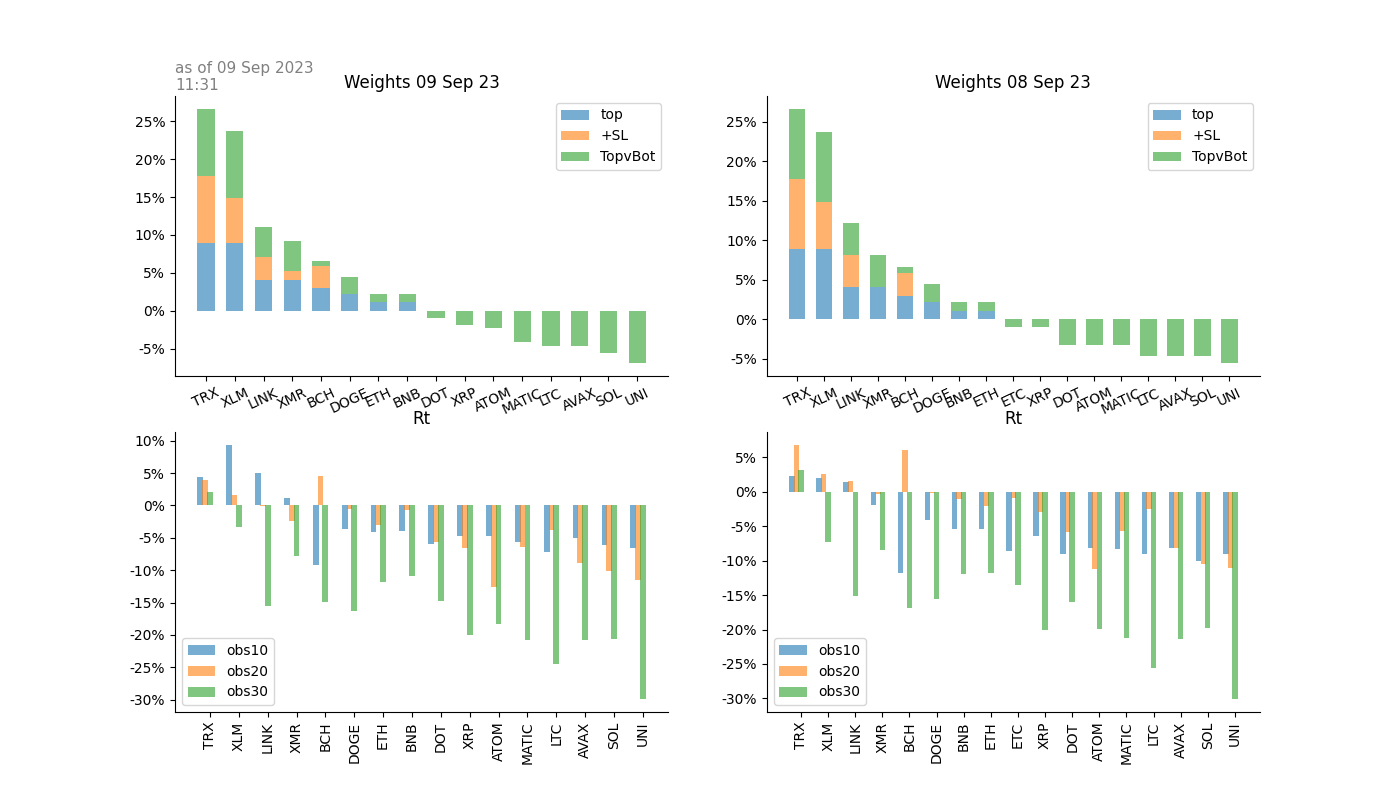 as of 09 Sep 2023
11:31
Weights 09 Sep 23
25%
20%
15%
10%
5%
0%
-5%
top
+SL
TopvBot
TRX XLM LINK XMR BCH DOGE ETH BNB DOT XRP ATOM MATIC LTC AVAX SOL UNI
Weights 08 Sep 23
25%
20%
15%
10%
5%
0%
-5%
top
+SL
TopvBot
TRX XLM LINK XMR BCH DOGE BNB ETH ETC XRP DOT ATOM MATIC LTC AVAX SOL UNI
Rt
10%
5%
0%
-5%
-10%
-15%
-20%
-25%
-30%
obs10
obs20
obs30
TRX XLM LINK XMR BCH DOGE ETH BNB DOT XRP ATOM MATIC LTC AVAX SOL UNI
Rt
5%
0%
-5%
-10%
-15%
-20%
-25%
-30%
obs10
obs20
obs30
TRX XLM LINK XMR BCH DOGE BNB ETH ETC XRP DOT ATOM MATIC LTC AVAX SOL UNI